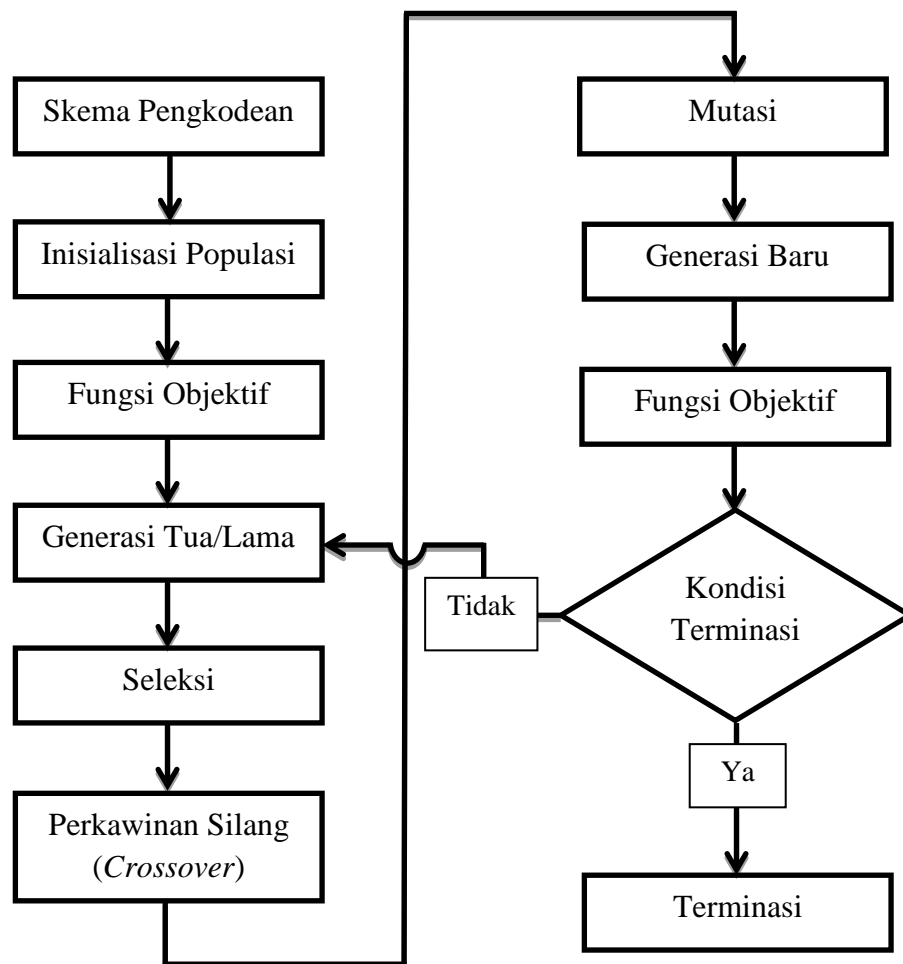 Skema Pengkodean
Inisialisasi Populasi
Fungsi Objektif
Generasi Tua/Lama
Seleksi
Perkawinan Silang
(Crossover)
Mutasi
Generasi Baru
Fungsi Objektif
Kondisi
Terminasi
Tidak
Ya
Terminasi